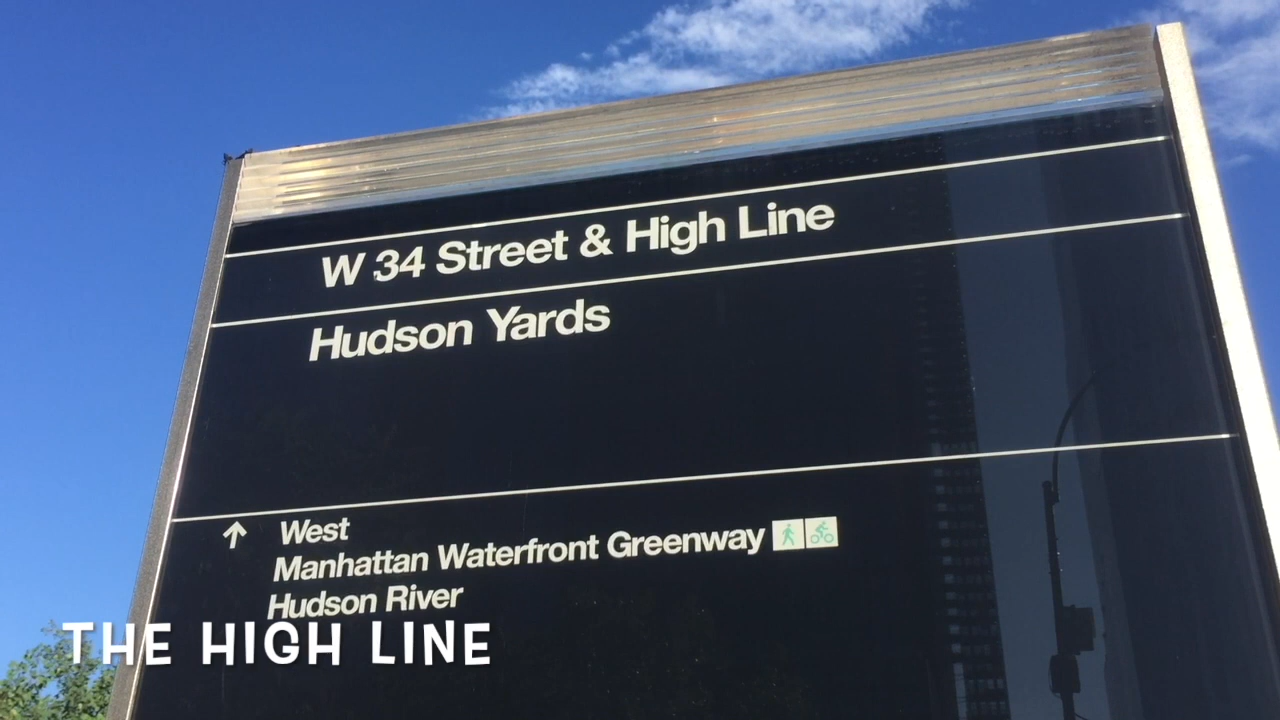 W 34 Street & High Line
Hudson Yards
West
Manhattan Waterfront Greenway
Hudson River
THE HIGH LINE